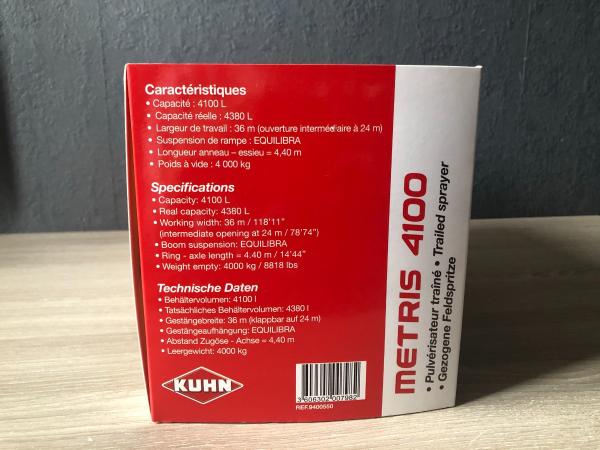 Caractéristiques
• Capacité : 4100 L
• Capacité réelle : 4380 L
• Largeur de travail : 36 m (ouverture intermédiaire à 24 m)
• Suspension de rampe : EQUILIBRA
• Longueur anneau – essieu = 4,40 m
• Poids à vide : 4 000 kg
Specifications
• Capacity: 4100 L
• Real capacity: 4380 L
• Working width: 36 m / 118'11"
(intermediate opening at 24 m / 78'74")
• Boom suspension: EQUILIBRA
• Ring - axle length = 4.40 m / 14'44"
• Weight empty: 4000 kg / 8818 lbs
Technische Daten
• Behältervolumen: 4100 l
• Tatsächliches Behältervolumen: 4380 l
• Gestängebreite: 36 m (klappbar auf 24 m)
• Gestängeaufhängung: EQUILIBRA
• Abstand Zugöse - Achse = 4,40 m
• Leergewicht: 4000kg
KUHN
3 606302 007982
REF.9400550
METRIS 4100
• Pulvérisateur traîné • Trailed sprayer
• Gezogene Feldspritze